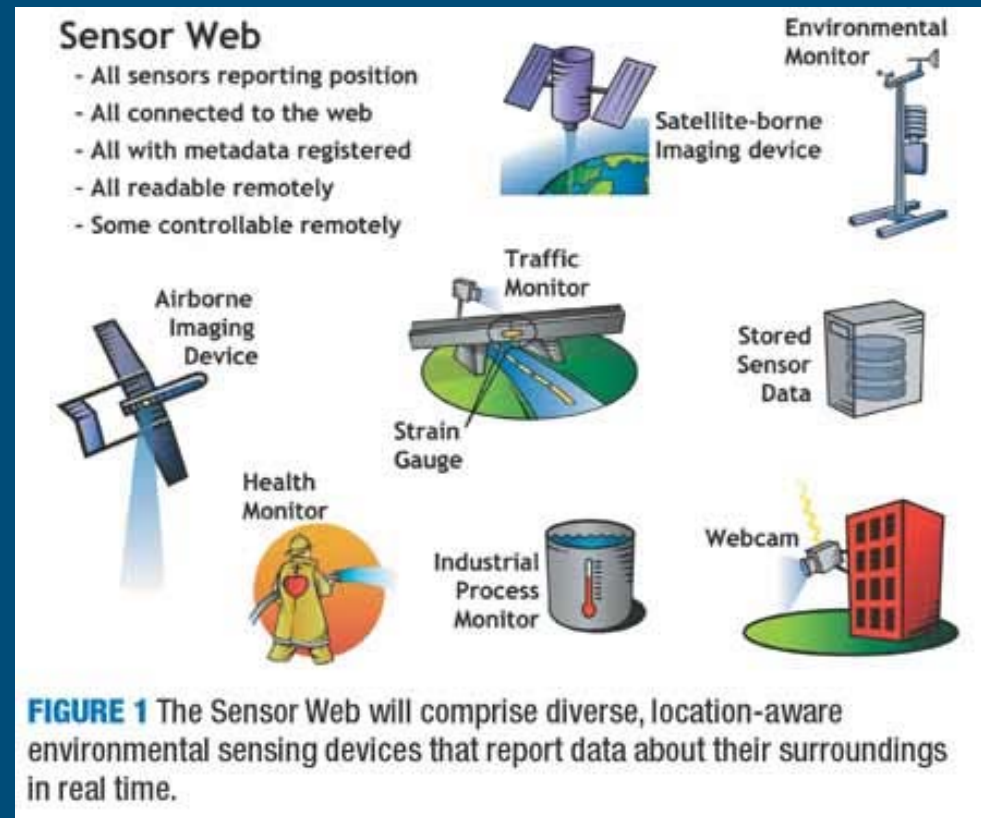 Sensor Web
- All sensors reporting position
- All connected to the web
- All with metadata registered
- All readable remotely
- Some controllable remotely
Satellite-borne
Imaging device
Environmental
Monitor
Airborne
Imaging
Device
Traffic
Monitor
Strain
Gauge
Stored
Sensor
Data
Health
Monitor
Industrial
Process
Monitor
Webcam
FIGURE 1 The Sensor Web will comprise diverse, location-aware
environmental sensing devices that report data about their surroundings
in real time.